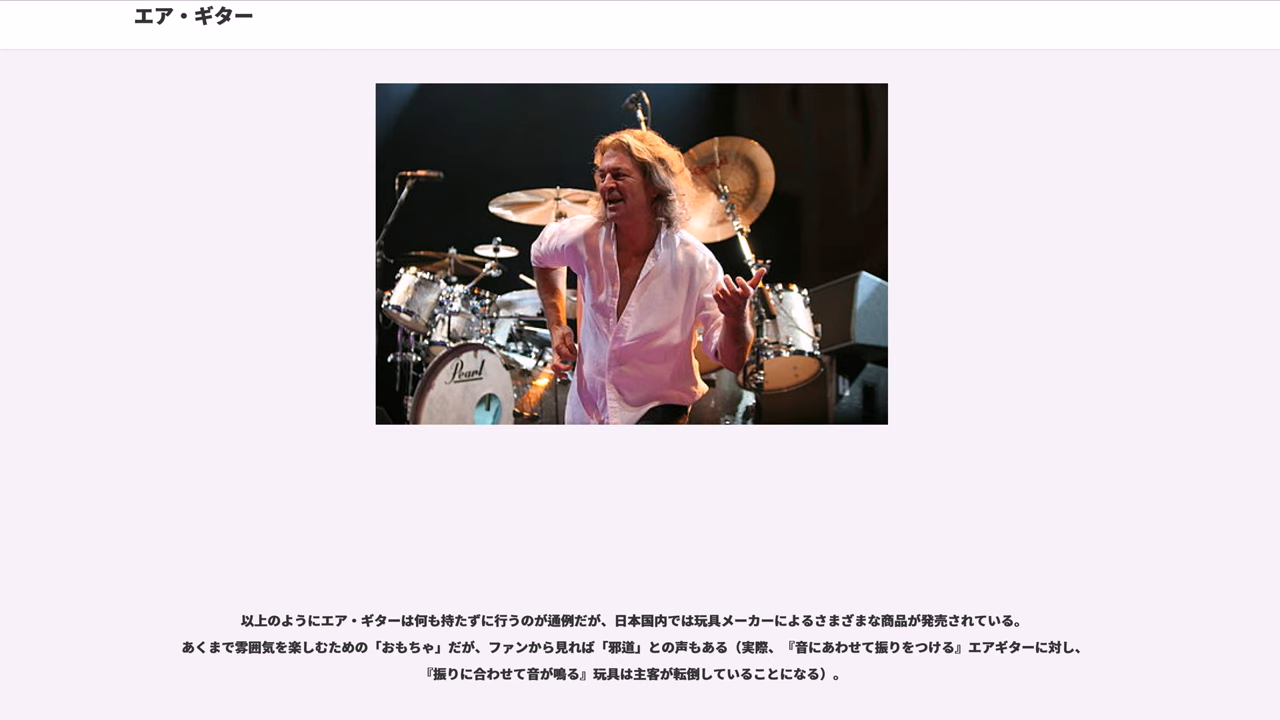 エア・ギター
Pearl
以上のようにエア・ギターは何も持たずに行うのが通例だが、日本国内では玩具メーカーによるさまざまな商品が発売されている。
あくまで雰囲気を楽しむための「おもちゃ」だが、ファンから見れば「邪道」との声もある（実際、『音にあわせて振りをつける』エアギターに対し、
『振りに合わせて音が鳴る』玩具は主客が転倒していることになる）。